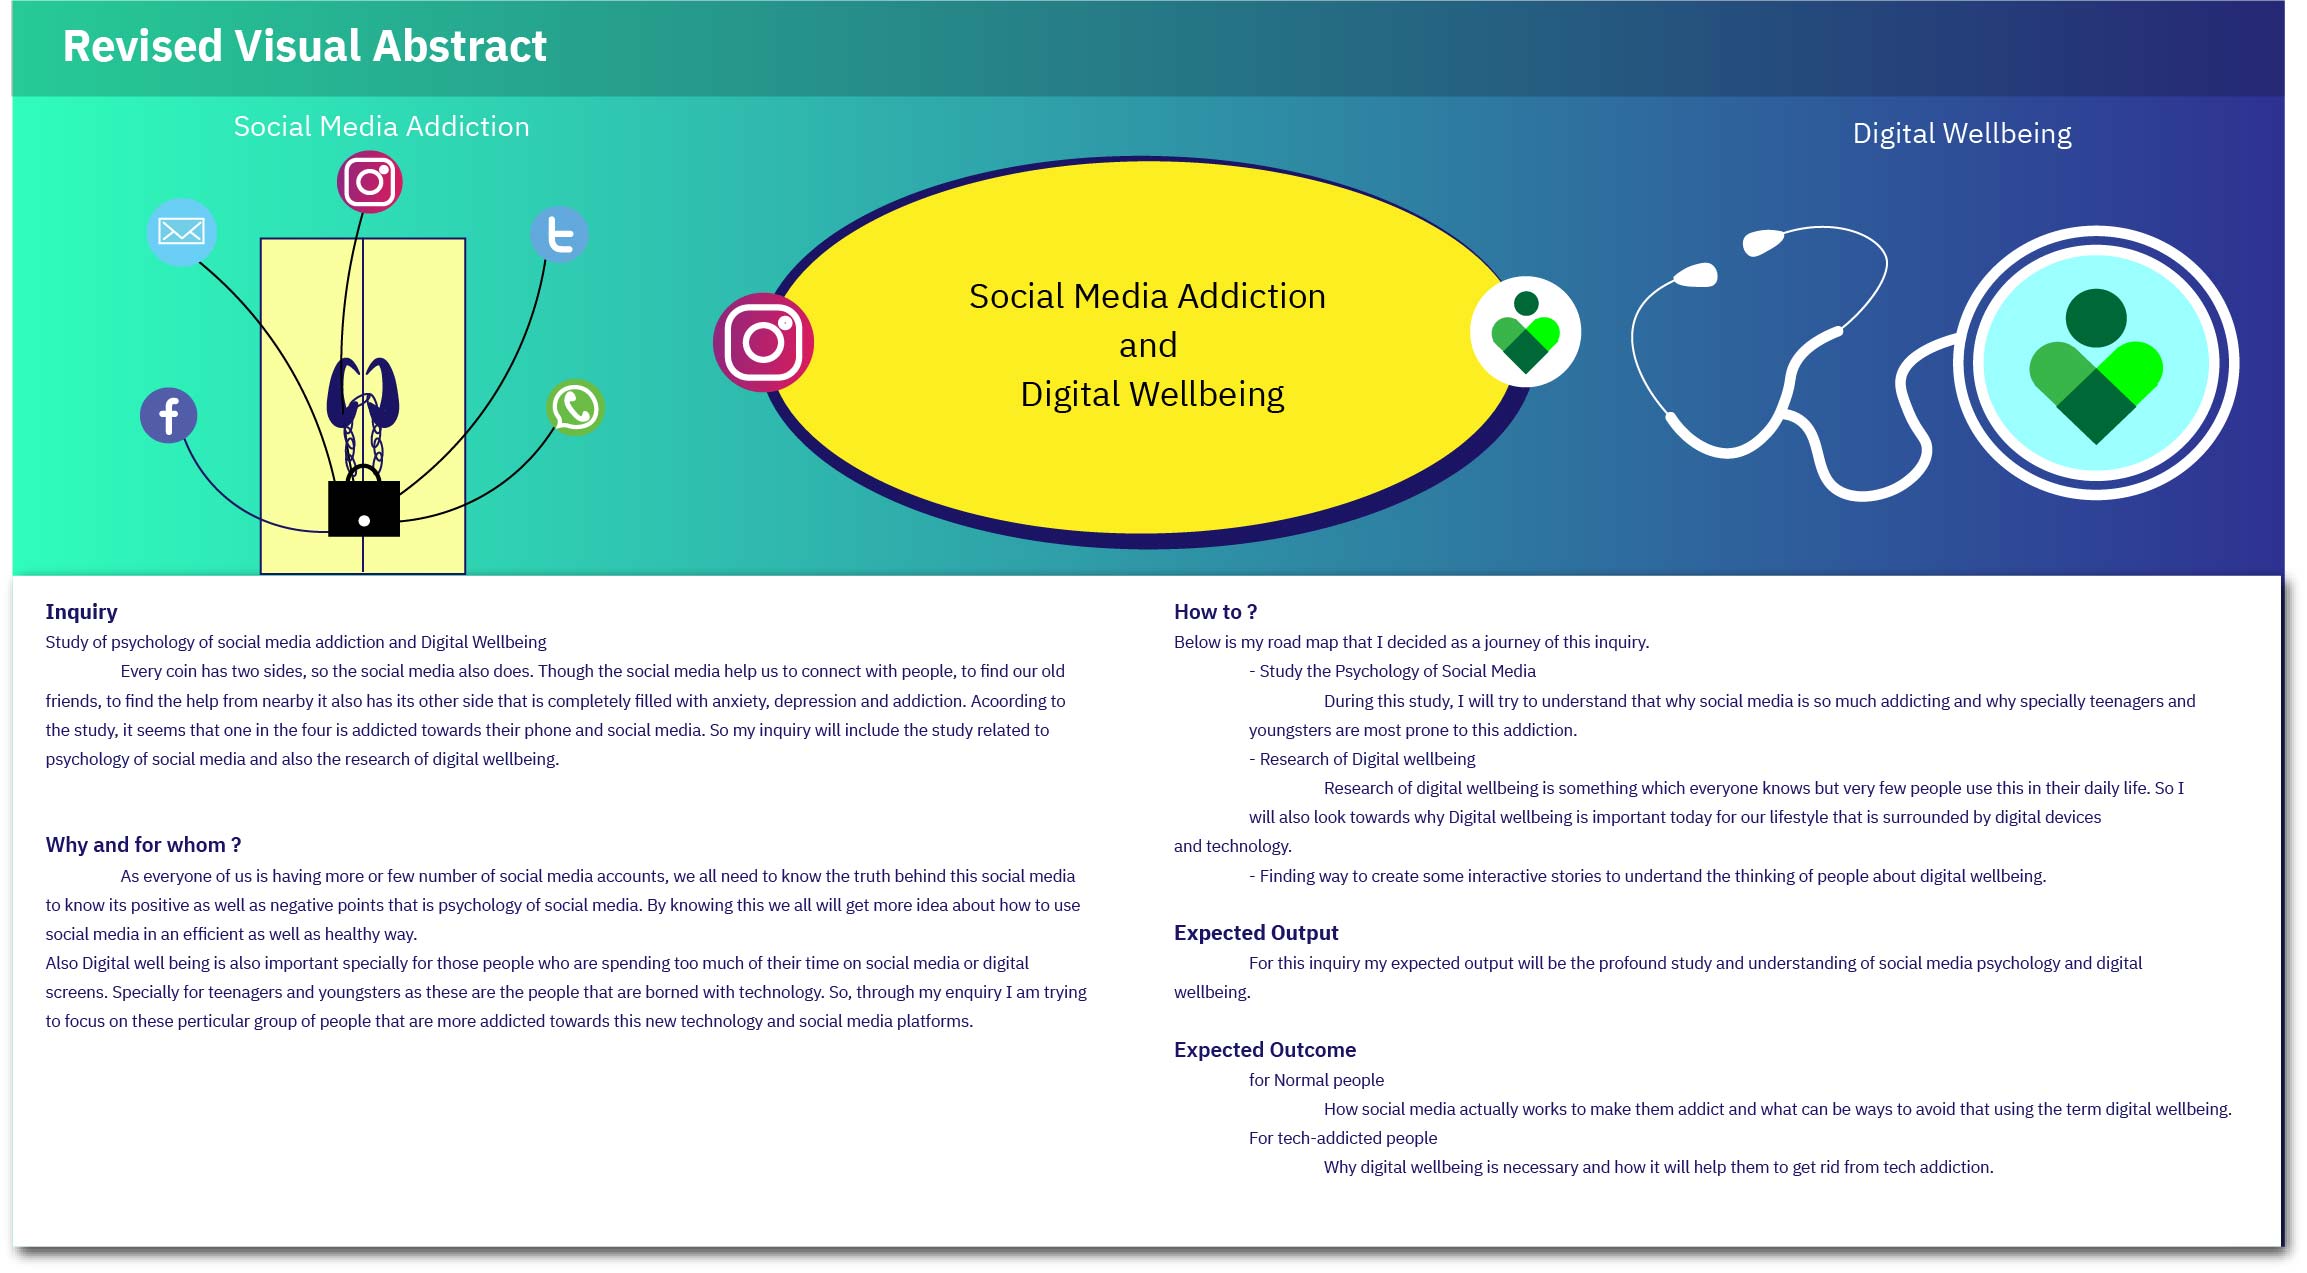 Revised Visual Abstract
Social Media Addiction
Digital Wellbeing
Social Media Addiction
and
Digital Wellbeing
Inquiry
Study of psychology of social media addiction and Digital Wellbeing
Every coin has two sides, so the social media also does. Though the social media help us to connect with people, to find our old
friends, to find the help from nearby it also has its other side that is completely filled with anxiety, depression and addiction. Acoording to
the study, it seems that one in the four is addicted towards their phone and social media. So my inquiry will include the study related to
psychology of social media and also the research of digital wellbeing.
Why and for whom ?
As everyone of us is having more or few number of social media accounts, we all need to know the truth behind this social media
to know its positive as well as negative points that is psychology of social media. By knowing this we all will get more idea about how to use
social media in an efficient as well as healthy way.
Also Digital well being is also important specially for those people who are spending too much of their time on social media or digital
screens. Specially for teenagers and youngsters as these are the people that are borned with technology. So, through my enquiry I am trying
to focus on these perticular group of people that are more addicted towards this new technology and social media platforms.
How to ?
Below is my road map that I decided as a journey of this inquiry.
- Study the Psychology of Social Media
During this study, I will try to understand that why social media is so much addicting and why specially teenagers and
youngsters are most prone to this addiction.
- Research of Digital wellbeing
Research of digital wellbeing is something which everyone knows but very few people use this in their daily life. So I
will also look towards why Digital wellbeing is important today for our lifestyle that is surrounded by digital devices
and technology.
- Finding way to create some interactive stories to undertand the thinking of people about digital wellbeing.
Expected Output
For this inquiry my expected output will be the profound study and understanding of social media psychology and digital
wellbeing.
Expected Outcome
for Normal people
How social media actually works to make them addict and what can be ways to avoid that using the term digital wellbeing.
For tech-addicted people
Why digital wellbeing is necessary and how it will help them to get rid from tech addiction.